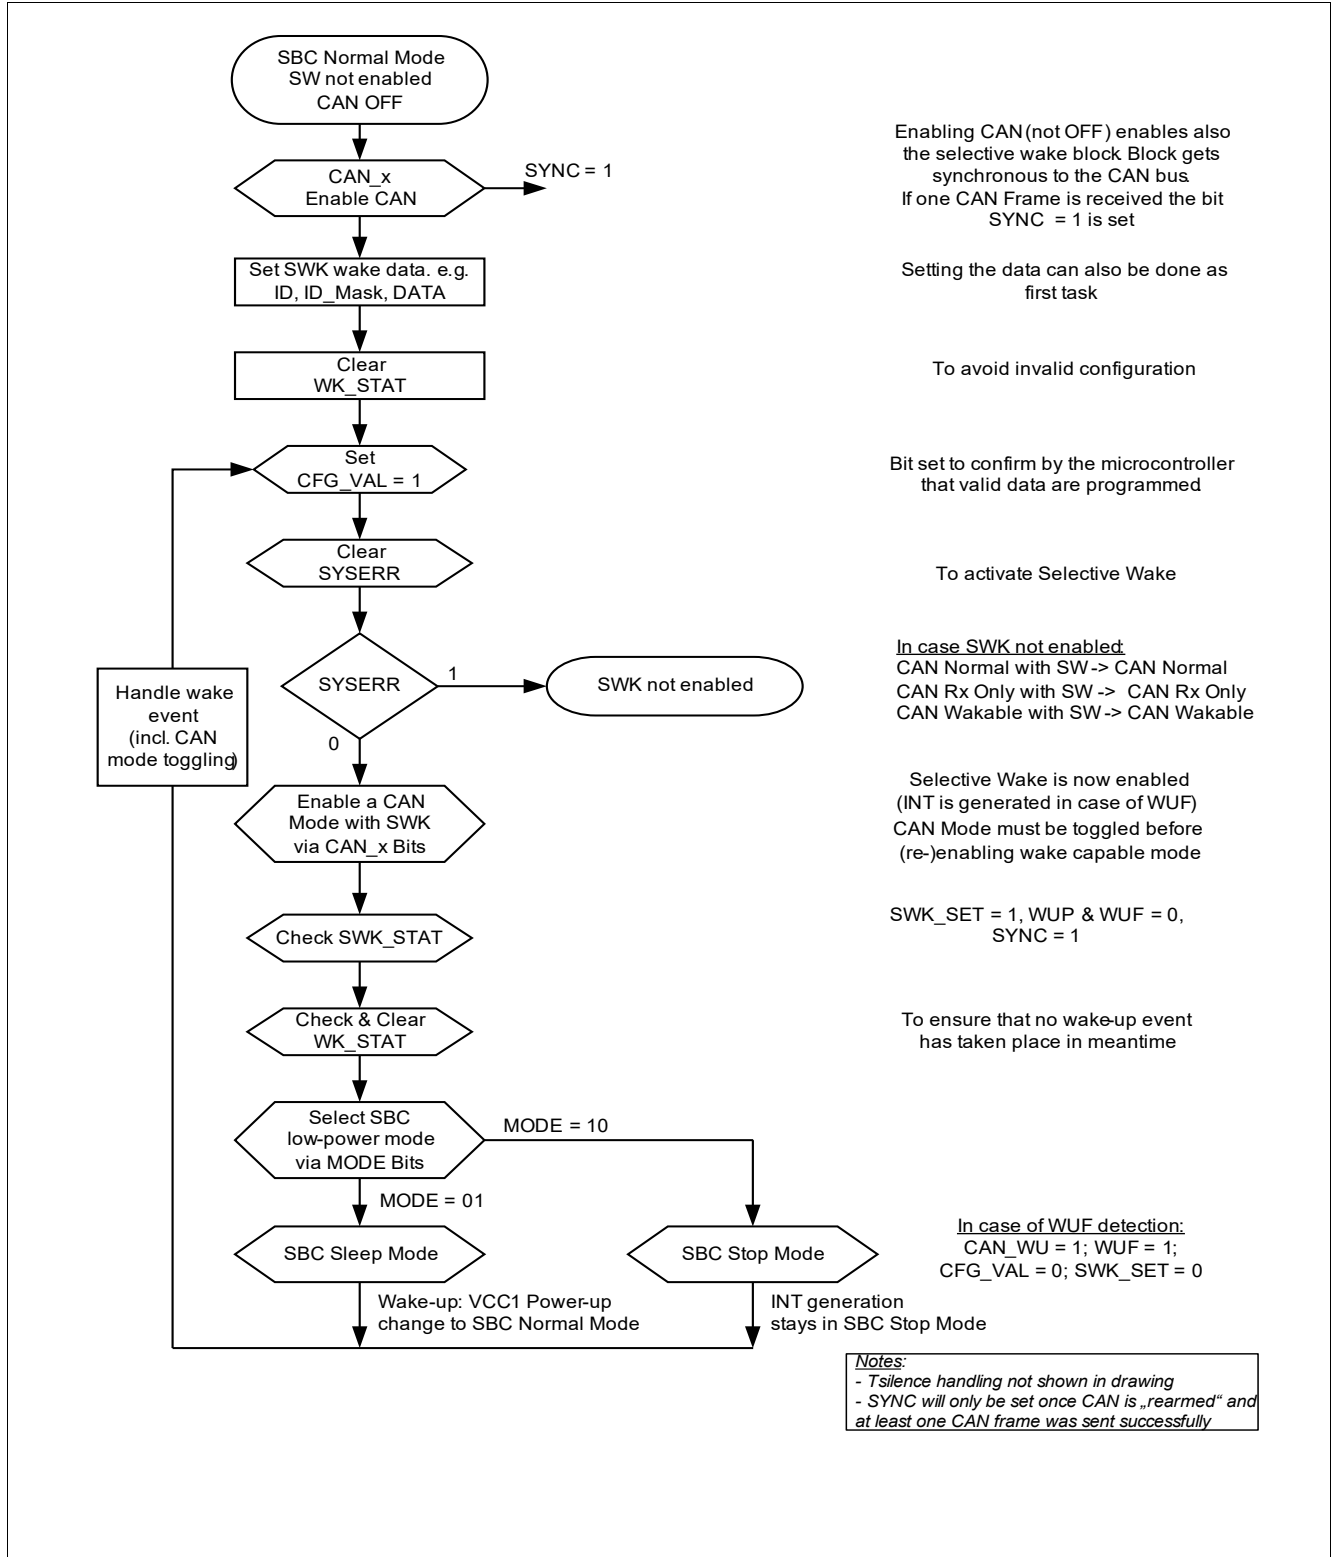 SBC Normal Mode
SW not enabled
CAN OFF
Enabling CAN (not OFF) enables also
the selective wake block. Block gets
synchronous to the CAN bus.
If one CAN Frame is received the bit
SYNC = 1 is set
CAN_x
Enable CAN
SYNC = 1
Set SWK wake data. e.g.
ID, ID_Mask, DATA
Setting the data can also be done as
first task
Clear
WK_STAT
To avoid invalid configuration
Set
CFG_VAL = 1
Bit set to confirm by the microcontroller
that valid data are programmed.
Clear
SYSERR
To activate Selective Wake
SYSERR
1
0
SWK not enabled
In case SWK not enabled:
CAN Normal with SW -> CAN Normal
CAN Rx Only with SW -> CAN Rx Only
CAN Wakable with SW -> CAN Wakable
Handle wake
event
(incl. CAN
mode toggling)
Enable a CAN
Mode with SWK
via CAN_x Bits
Selective Wake is now enabled
(INT is generated in case of WUF)
CAN Mode must be toggled before
(re-)enabling wake capable mode
Check SWK_STAT
SWK_SET = 1, WUP & WUF = 0,
SYNC = 1
Check & Clear
WK_STAT
To ensure that no wake-up event
has taken place in meantime
Select SBC
low-power mode
via MODE Bits
MODE = 10
MODE = 01
SBC Sleep Mode
SBC Stop Mode
In case of WUF detection:
CAN_WU = 1; WUF = 1;
CFG_VAL = 0; SWK_SET = 0
Wake-up: VCC1 Power-up
change to SBC Normal Mode
INT generation
stays in SBC Stop Mode
Notes:
- Tsilence handling not shown in drawing
- SYNC will only be set once CAN is „rearmed“ and
at least one CAN frame was sent successfully